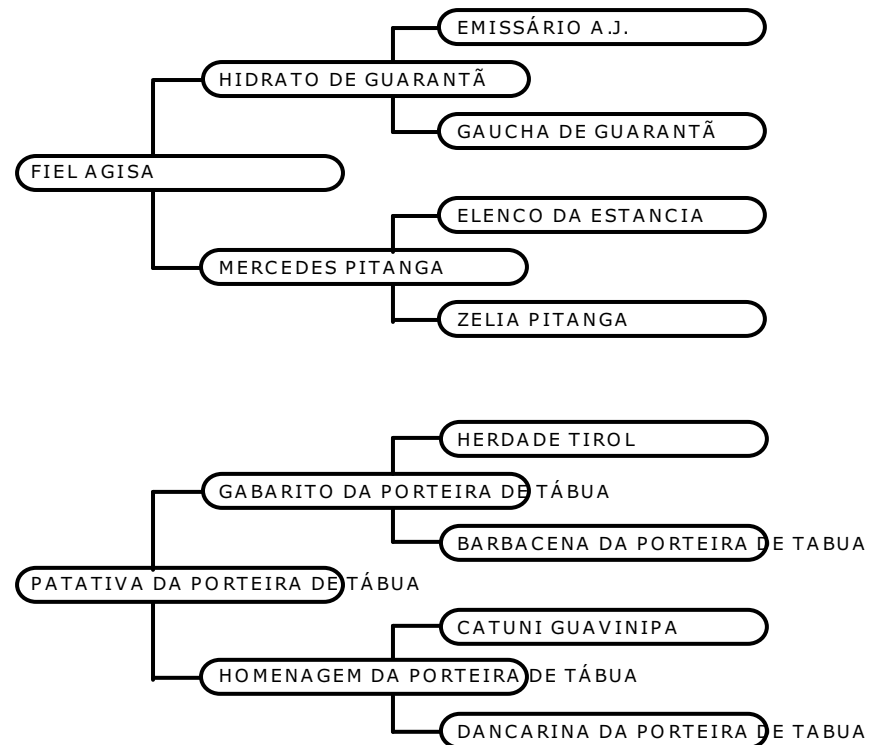 EMISSÁRIO A.J.
HIDRATO DE GUARANTÃ
GAUCHA DE GUARANTÃ
FIEL AGISA
ELENCO DA ESTANCIA
MERCEDES PITANGA
ZELIA PITANGA
HERDADE TIROL
GABARITO DA PORTEIRA DE TÁBUA
BARBACENA DA PORTEIRA DE TABUA
PATATIVA DA PORTEIRA DE TÁBUA
CATUNI GUAVINIPA
HOMENAGEM DA PORTEIRA DE TÁBUA
DANCARINA DA PORTEIRA DE TABUA